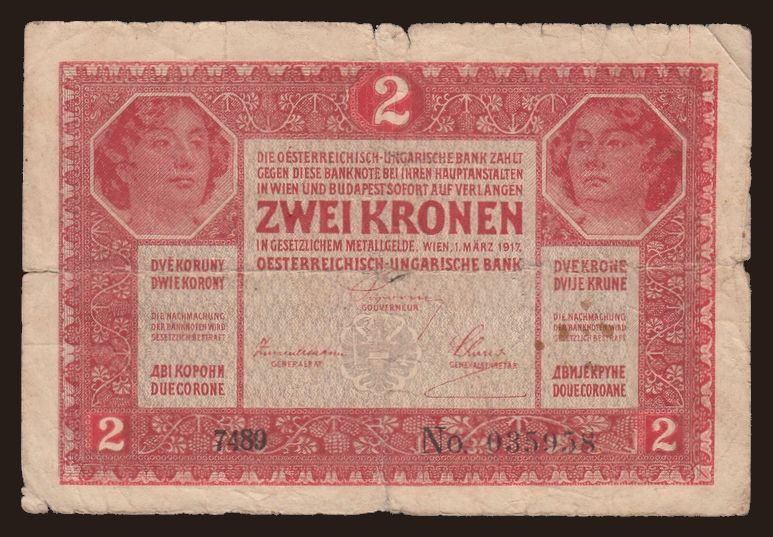 2
DIE OESTERREICHISCH-UNGARISCHE BANK ZAHLT
GEGEN DIESE BANKNOTE BEI IHREN HAUPTANSTALTEN
IN WIEN UND BUDAPEST SOFORT AUF VERLANGEN
ZWEI KRONEN
IN GESETZLICHEM METALLGELDE. WIEN, 1. MÄRZ 1917.
OESTERREICHISCH-UNGARISCHE BANK
DVĚ KORUNY
DWIE KORONY
DIE NACHMACHUNG
DER BANKNOTEN WIRD
GESETZLICH BESTRAFT
ДВІ КОРОНИ
DUE CORONE
GOUVERNEUR
Zimmermann
GENERALRAT
GENERALSEKRETÄR
DVE KRONE
DVIJE KRUNE
DIE NACHMACHUNG
DER BANKNOTEN WIRD
GESETZLICH BESTRAFT
ДВИЈЕ КРУНЕ
DOUE COROANE
2
7489
No 035958
2